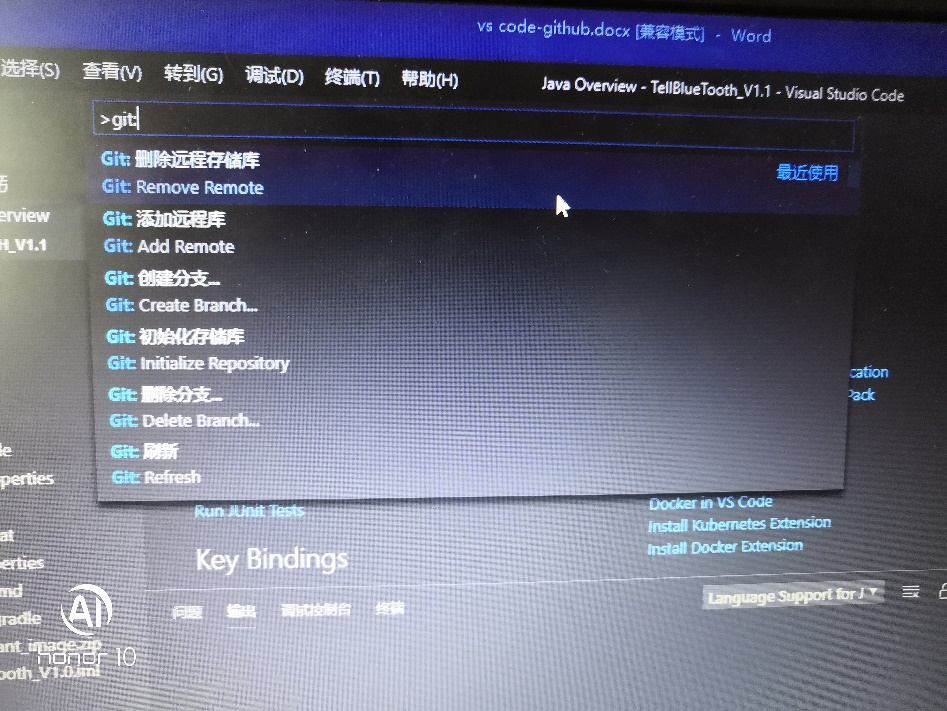 vs code-github.docx [兼容模式] - Word
选择(S) 查看(V) 转到(G) 调试(D) 终端(T) 帮助(H) Java Overview - TellBlueTooth_V1.1 - Visual Studio Code
>git:
Git: 删除远程存储库 最近使用
Git: Remove Remote
Git: 添加远程库
erview
Git: Add Remote
H_V1.1
Git: 创建分支...
Git: Create Branch...
Git: 初始化存储库
Git: Initialize Repository
cation
Git: 删除分支...
Pack
Git: Delete Branch...
Git: 刷新
le
Git: Refresh
perties
Run JUnit Tests
Docker in VS Code
Install Kubernetes Extension
Install Docker Extension
at
Key Bindings
erties
md
Language Support for J
问题 输出 调试控制台 终端
radle
AI
ant_image.zip
honor 10
ooth_V1.0.iml